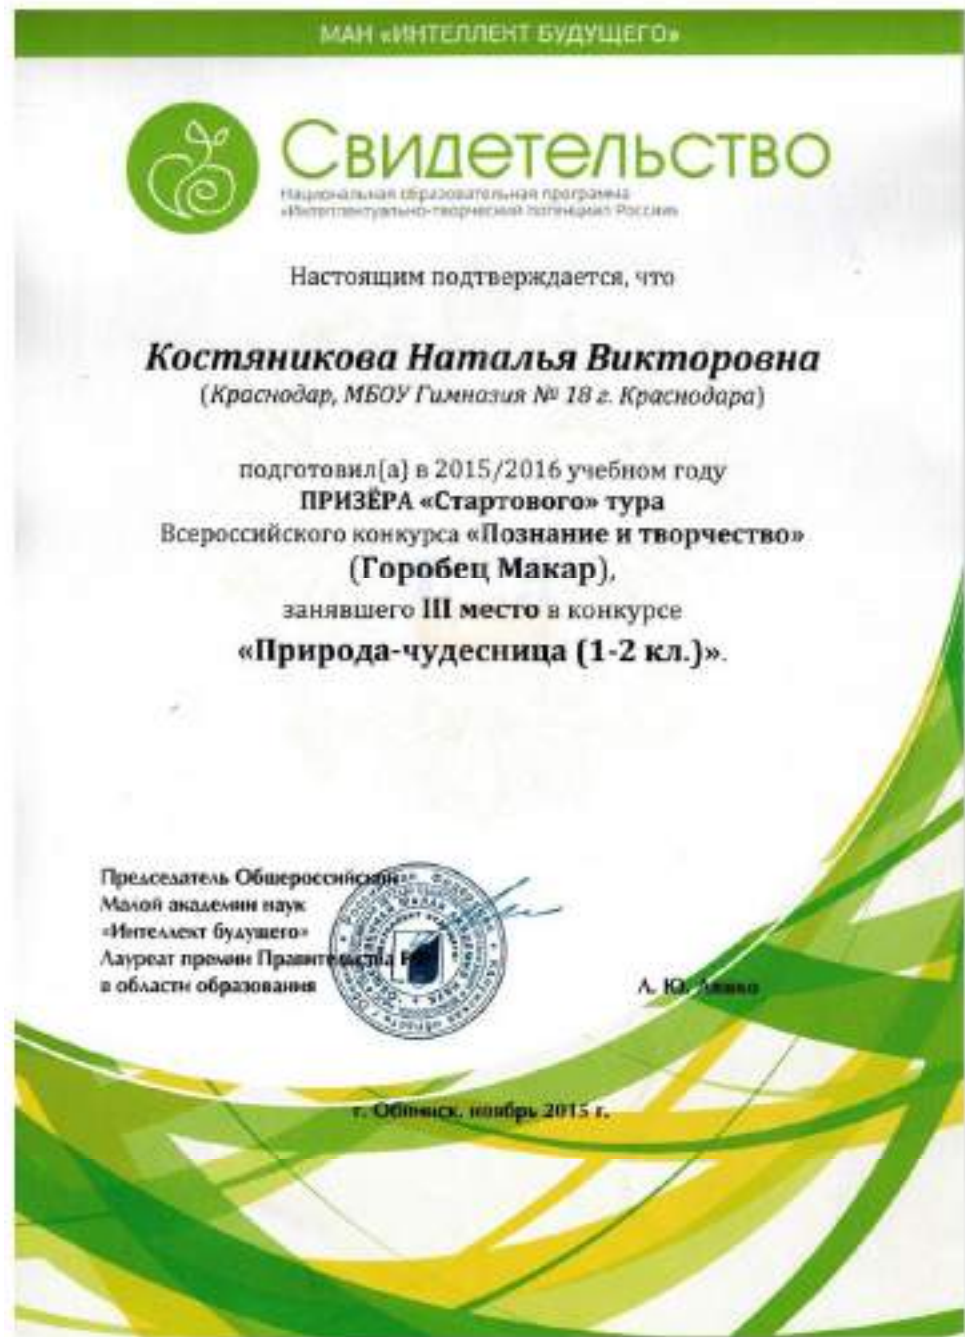 МАН «ИНТЕЛЛЕКТ БУДУЩЕГО»
Свидетельство
Национальная образовательная программа
«Интеллектуально-творческий потенциал России»
Настоящим подтверждается, что
Костяникова Наталья Викторовна
(Краснодар, МБОУ Гимназия № 18 г. Краснодара)
подготовил(а) в 2015/2016 учебном году
ПРИЗЁРА «Стартового» тура
Всероссийского конкурса «Познание и творчество»
(Горобец Макар),
занявшего III место в конкурсе
«Природа-чудесница (1-2 кл.)».
Председатель Общероссийской
Малой академии наук
«Интеллект будущего»
Лауреат премии Правительства РФ
в области образования
Л. Ю. Ляшко
г. Обнинск, ноябрь 2015 г.